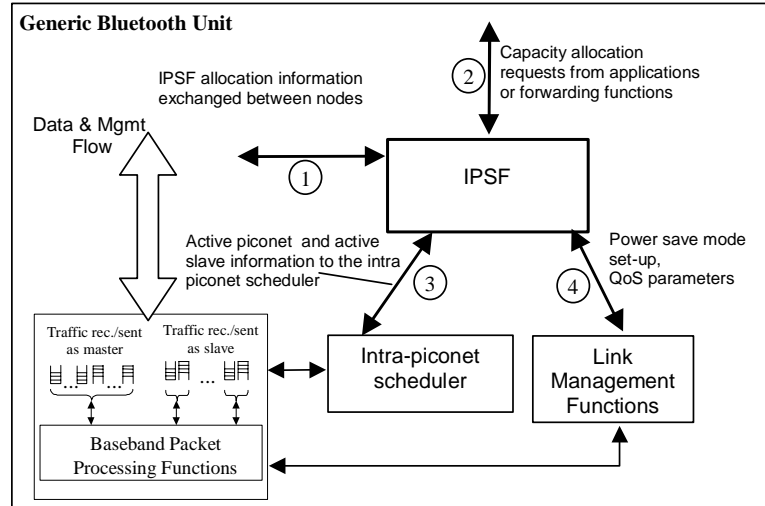 Generic Bluetooth Unit
IPSF allocation information
exchanged between nodes
2
Capacity allocation
requests from applications
or forwarding functions
Data & Mgmt
Flow
1
IPSF
Active piconet and active
slave information to the intra
piconet scheduler
3
4
Power save mode
set-up,
QoS parameters
Traffic rec./sent
as master
Traffic rec./sent
as slave
... ...
...
Intra-piconet
scheduler
Link
Management
Functions
Baseband Packet
Processing Functions